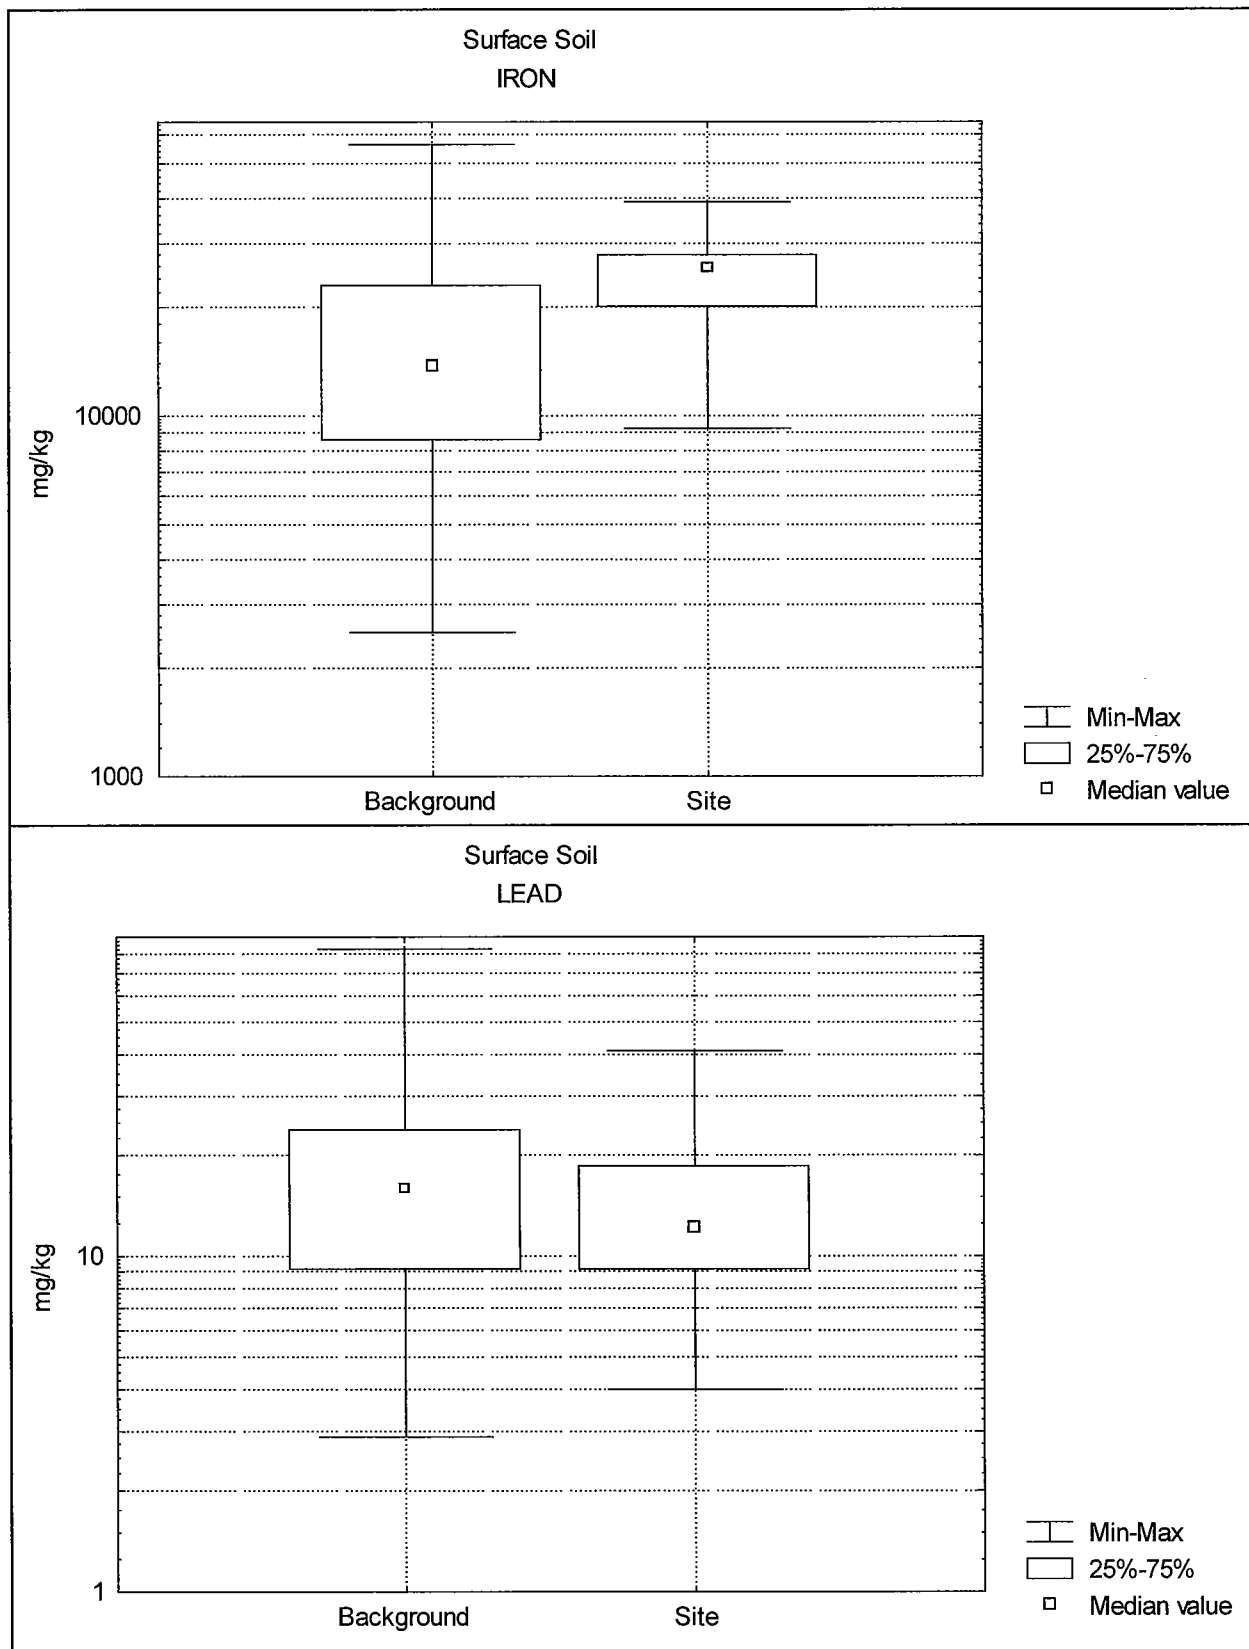 Surface Soil
IRON
mg/kg
10000
1000
Background
Site
Min-Max
25%-75%
Median value
Surface Soil
LEAD
mg/kg
10
1
Background
Site
Min-Max
25%-75%
Median value